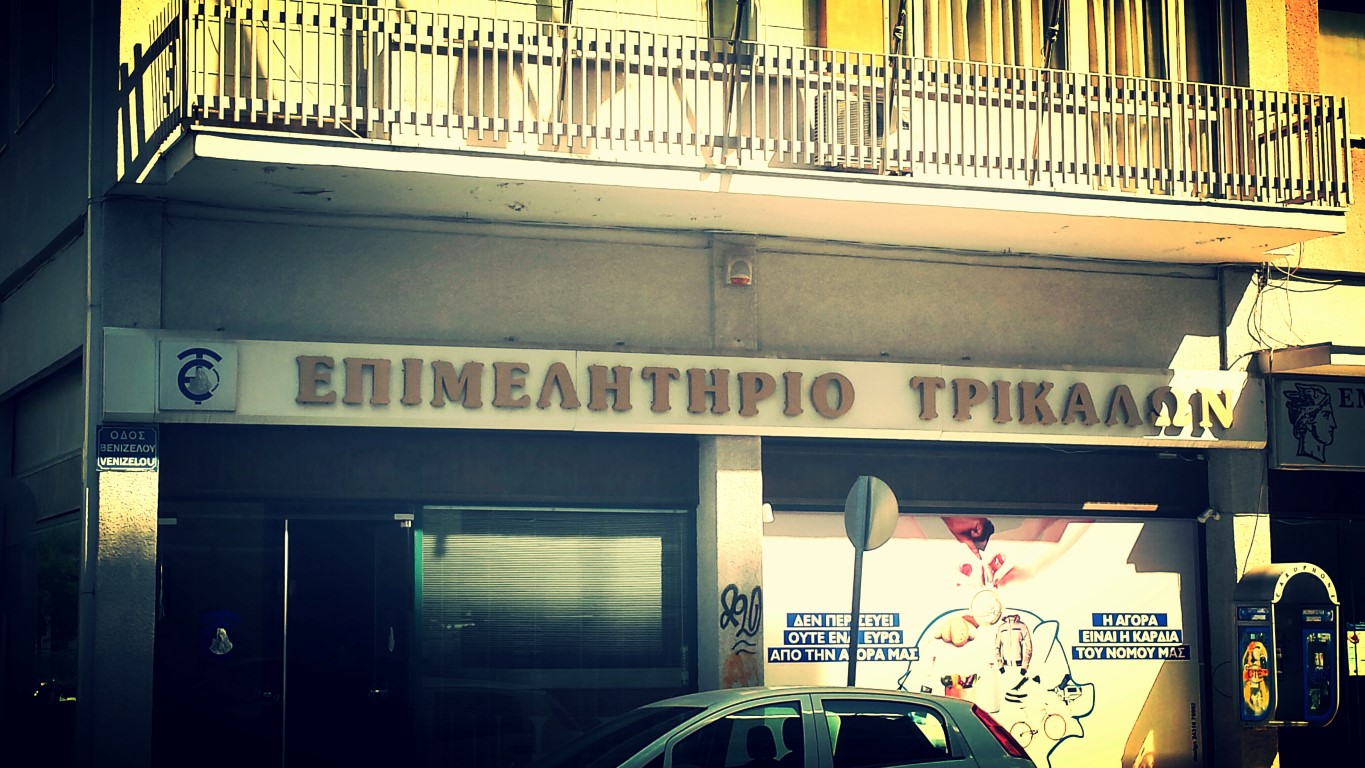 ΕΠΙΜΕΛΗΤΗΡΙΟ ΤΡΙΚΑΛΩΝ
ΟΔΟΣ
ΒΕΝΙΖΕΛΟΥ
VENIZELOU
ΔΕΝ ΠΕΡΙΣΕΥΕΙ
ΟΥΤΕ ΕΝΑ ΕΥΡΩ
ΑΠΟ ΤΗΝ ΑΓΟΡΑ ΜΑΣ
Η ΑΓΟΡΑ
ΕΙΝΑΙ Η ΚΑΡΔΙΑ
ΤΟΥ ΝΟΜΟΥ ΜΑΣ